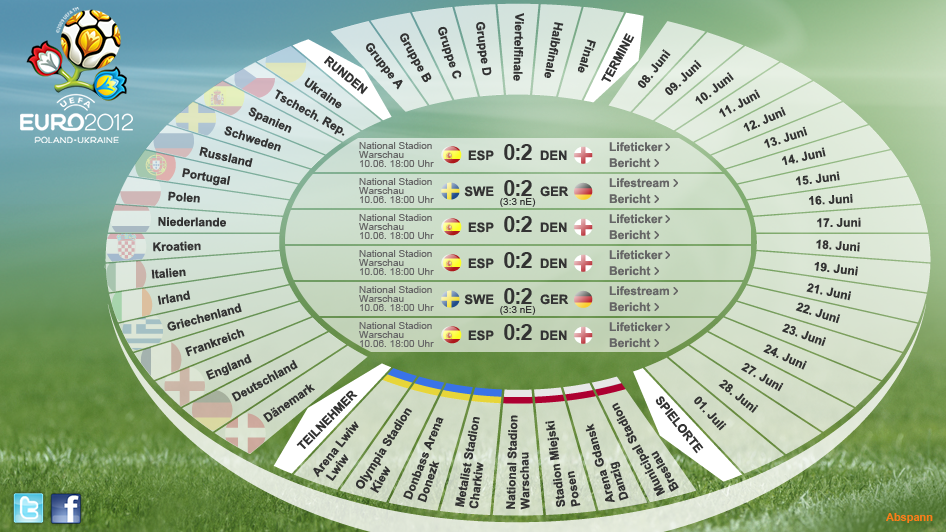 UEFA
EURO2012
POLAND-UKRAINE
RUNDEN
Gruppe A
Gruppe B
Gruppe C
Gruppe D
Viertelfinale
Halbfinale
Finale
TERMINE
08. Juni
09. Juni
10. Juni
11. Juni
12. Juni
13. Juni
14. Juni
15. Juni
16. Juni
17. Juni
18. Juni
19. Juni
21. Juni
22. Juni
23. Juni
24. Juni
27. Juni
28. Juni
01. Juli
SPIELORTE
Municipal Stadion
Breslau
Arena Gdansk
Danzig
Stadion Miejski
Posen
National Stadion
Warschau
Metalist Stadion
Charkiw
Donbass Arena
Donezk
Olympia Stadion
Kiew
Arena Lwiw
Lwiw
TEILNEHMER
Dänemark
Deutschland
England
Frankreich
Griechenland
Irland
Italien
Kroatien
Niederlande
Polen
Portugal
Russland
Schweden
Spanien
Tschech. Rep.
Ukraine
National Stadion
Warschau
10.06. 18:00 Uhr
ESP 0:2 DEN
Lifeticker >
Bericht >
National Stadion
Warschau
10.06. 18:00 Uhr
SWE 0:2 GER
(3:3 nE)
Lifestream >
Bericht >
National Stadion
Warschau
10.06. 18:00 Uhr
ESP 0:2 DEN
Lifeticker >
Bericht >
National Stadion
Warschau
10.06. 18:00 Uhr
ESP 0:2 DEN
Lifeticker >
Bericht >
National Stadion
Warschau
10.06. 18:00 Uhr
SWE 0:2 GER
(3:3 nE)
Lifestream >
Bericht >
National Stadion
Warschau
10.06. 18:00 Uhr
ESP 0:2 DEN
Lifeticker >
Bericht >
Abspann